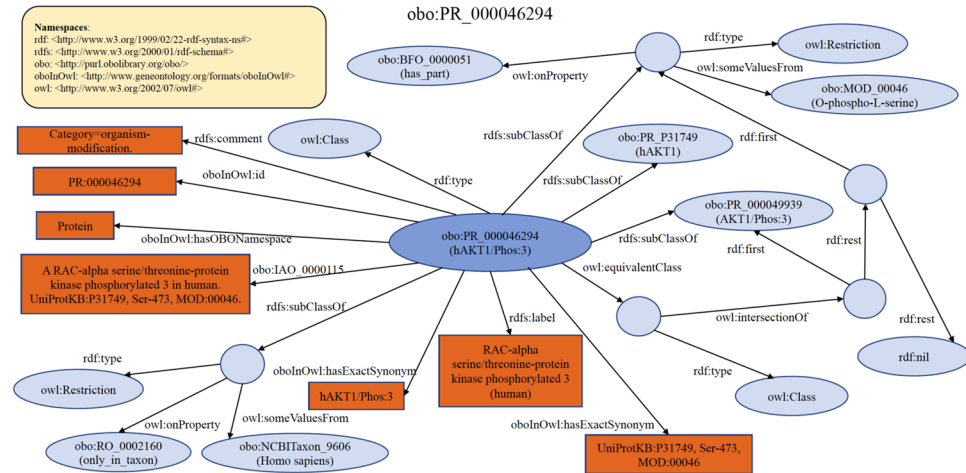 obo:PR_000046294
Namespaces:
rdf: <http://www.w3.org/1999/02/22-rdf-syntax-ns#>
rdfs: <http://www.w3.org/2000/01/rdf-schema#>
obo: <http://purl.obolibrary.org/obo/>
oboInOwl: <http://www.geneontology.org/formats/oboInOwl#>
owl: <http://www.w3.org/2002/07/owl#>
obo:BFO_0000051
(has_part)
owl:onProperty
rdf:type
owl:Restriction
owl:someValuesFrom
obo:MOD_00046
(O-phospho-L-serine)
Category=organism-
modification.
rdfs:comment
owl:Class
rdfs:subClassOf
obo:PR_P31749
(hAKT1)
rdf:first
PR:000046294
oboInOwl:id
rdf:type
rdfs:subClassOf
obo:PR_000049939
(AKT1/Phos:3)
Protein
oboInOwl:hasOBONamespace
obo:PR_000046294
(hAKT1/Phos:3)
rdfs:subClassOf
rdf:first
rdf:rest
A RAC-alpha serine/threonine-protein
kinase phosphorylated 3 in human.
UniProtKB:P31749, Ser-473, MOD:00046.
obo:IAO_0000115
owl:equivalentClass
rdfs:subClassOf
rdfs:label
owl:intersectionOf
rdf:rest
rdf:type
owl:Restriction
oboInOwl:hasExactSynonym
hAKT1/Phos:3
RAC-alpha
serine/threonine-protein
kinase phosphorylated 3
(human)
rdf:type
owl:Class
rdf:nil
owl:onProperty
owl:someValuesFrom
oboInOwl:hasExactSynonym
obo:RO_0002160
(only_in_taxon)
obo:NCBITaxon_9606
(Homo sapiens)
UniProtKB:P31749, Ser-473,
MOD:00046